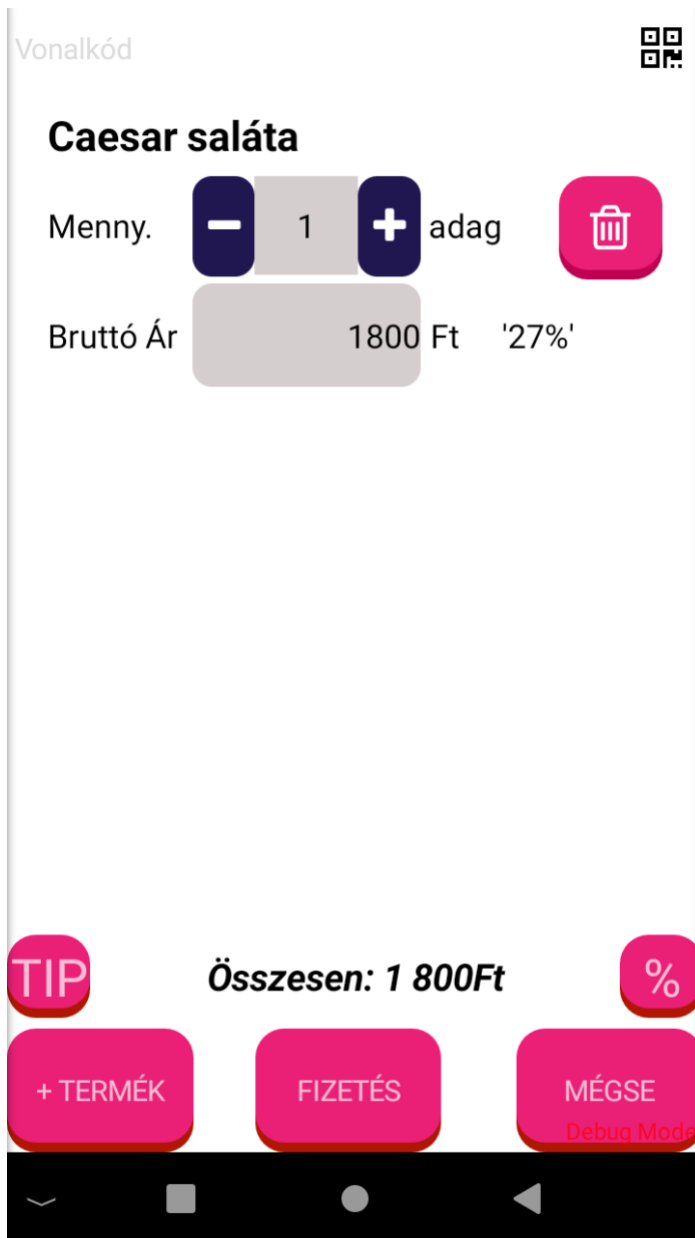 Vonalkód
Caesar saláta
Menny. 1 adag
Bruttó Ár 1800 Ft '27%'
TIP Összesen: 1 800Ft %
+ TERMÉK FIZETÉS MÉGSE
Debug Mode